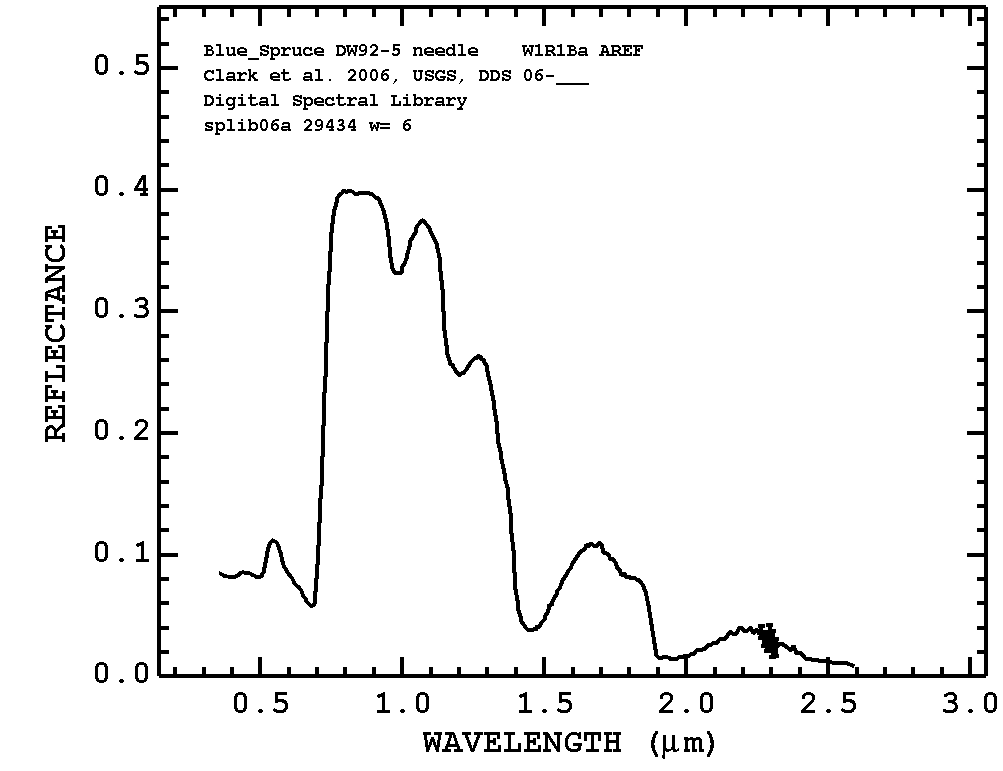 Blue_Spruce DW92-5 needle W1R1Ba AREF
Clark et al. 2006, USGS, DDS 06-___
Digital Spectral Library
splib06a 29434 w= 6
REFLECTANCE
0.5
0.4
0.3
0.2
0.1
0.0
0.5 1.0 1.5 2.0 2.5 3.0
WAVELENGTH (μm)